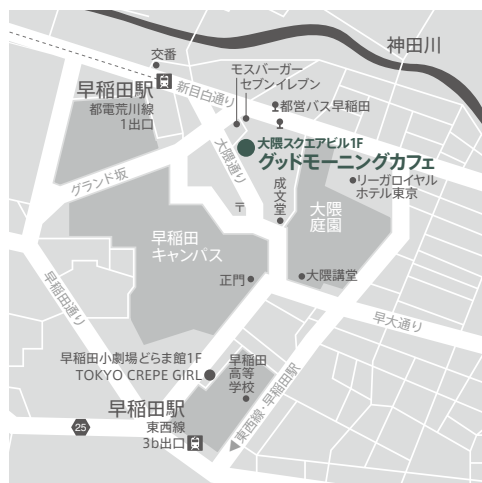 神田川
交番
早稲田駅
都電荒川線
1出口
新目白通り
モスバーガー
セブンイレブン
都営バス早稲田
大隈スクエアビル1F
グッドモーニングカフェ
大隈通り
グランド坂
成文堂
〒
リーガロイヤル
ホテル東京
大隈
庭園
早稲田
キャンパス
正門
大隈講堂
早稲田通り
早大通り
早稲田小劇場どらま館1F
TOKYO CREPE GIRL
早稲田
高等
学校
早稲田駅
東西線
3b出口
25
東西線・早稲田駅